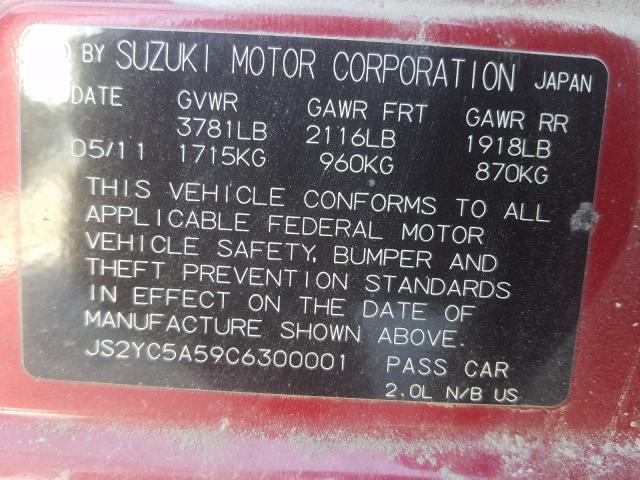 BY SUZUKI MOTOR CORPORATION JAPAN
DATE GVWR GAWR FRT GAWR RR
3781LB 2116LB 1918LB
05/11 1715KG 960KG 870KG
THIS VEHICLE CONFORMS TO ALL
APPLICABLE FEDERAL MOTOR
VEHICLE SAFETY, BUMPER AND
THEFT PREVENTION STANDARDS
IN EFFECT ON THE DATE OF
MANUFACTURE SHOWN ABOVE.
JS2YC5A59C6300001 PASS CAR
2.0L N/B US